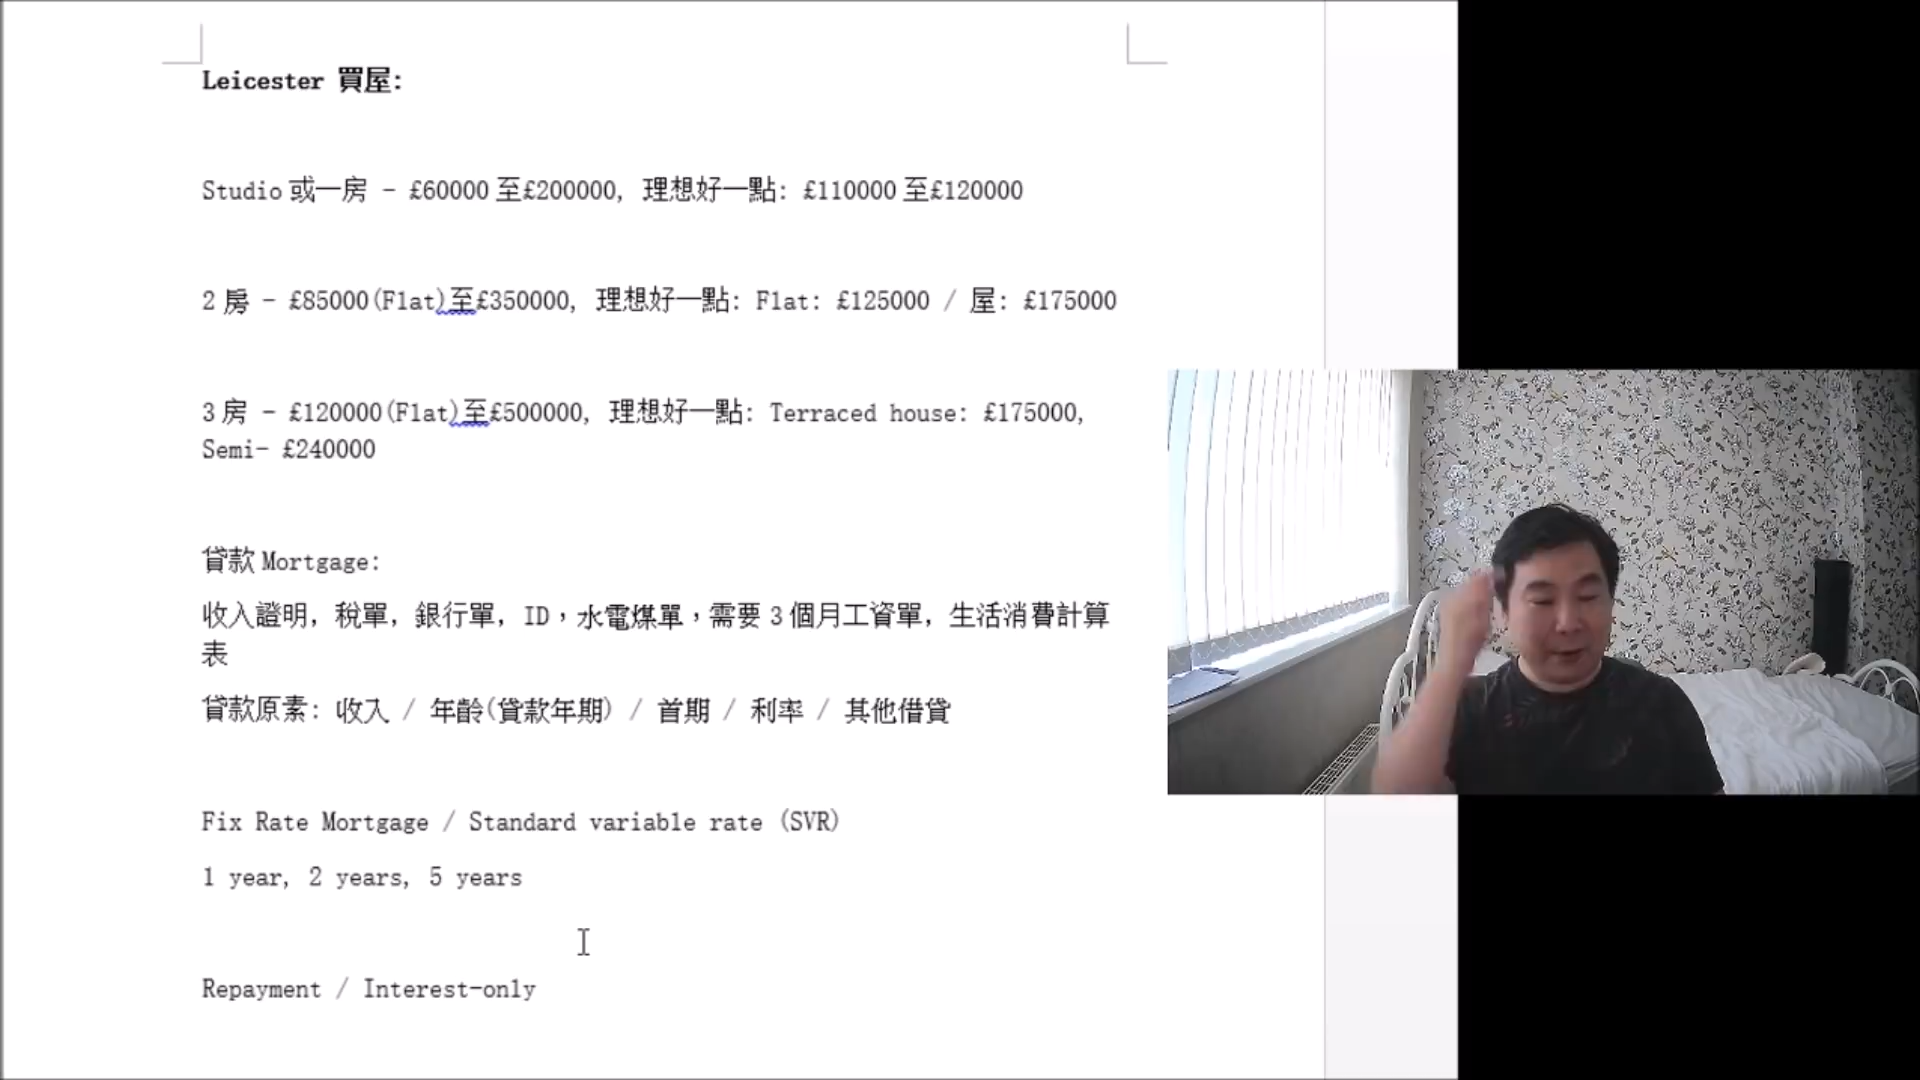 Leicester 買屋:
Studio 或一房 - £60000 至£200000, 理想好一點: £110000 至£120000
2 房 - £85000(Flat)至£350000, 理想好一點: Flat: £125000 / 屋: £175000
3 房 - £120000(Flat)至£500000, 理想好一點: Terraced house: £175000,
Semi- £240000
貸款 Mortgage:
收入證明, 稅單, 銀行單, ID，水電煤單，需要 3 個月工資單, 生活消費計算
表
貸款原素: 收入 / 年齡(貸款年期) / 首期 / 利率 / 其他借貸
Fix Rate Mortgage / Standard variable rate (SVR)
1 year, 2 years, 5 years
Repayment / Interest-only